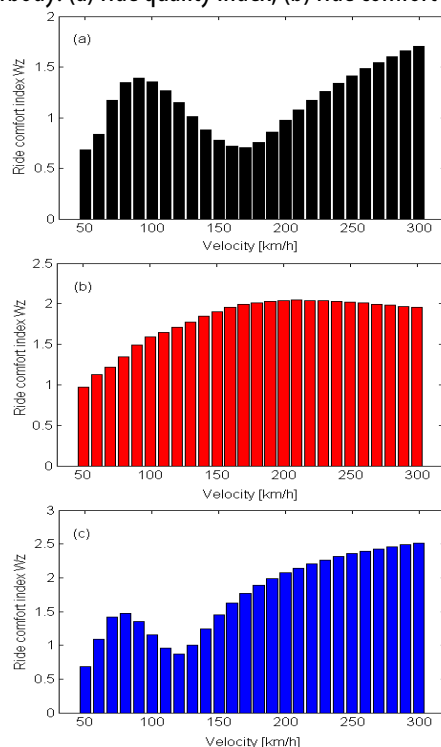 body: (a) ride quality index, (b) ride comfort
(a)
Ride comfort index Wz
2
1.5
1
0.5
0
50 100 150 200 250 300
Velocity [km/h]
(b)
Ride comfort index Wz
2.5
2
1.5
1
0.5
0
50 100 150 200 250 300
Velocity [km/h]
(c)
Ride comfort index Wz
3
2.5
2
1.5
1
0.5
0
50 100 150 200 250 300
Velocity [km/h]